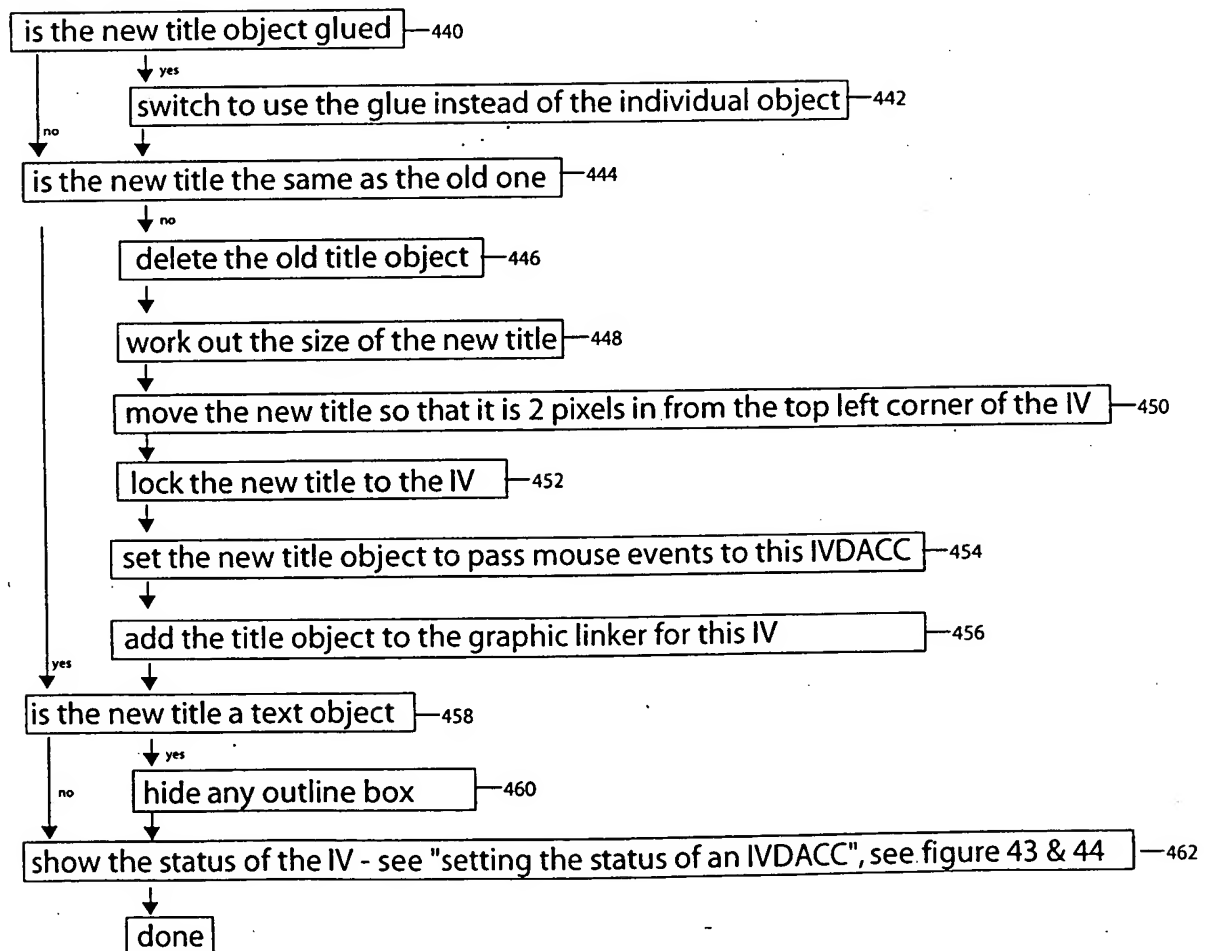 is the new title object glued 440
yes
switch to use the glue instead of the individual object 442
no
is the new title the same as the old one 444
no
delete the old title object 446
work out the size of the new title 448
move the new title so that it is 2 pixels in from the top left corner of the IV 450
lock the new title to the IV 452
set the new title object to pass mouse events to this IVDACC 454
add the title object to the graphic linker for this IV 456
yes
is the new title a text object 458
yes
no
hide any outline box 460
show the status of the IV - see "setting the status of an IVDACC", see figure 43 & 44 462
done